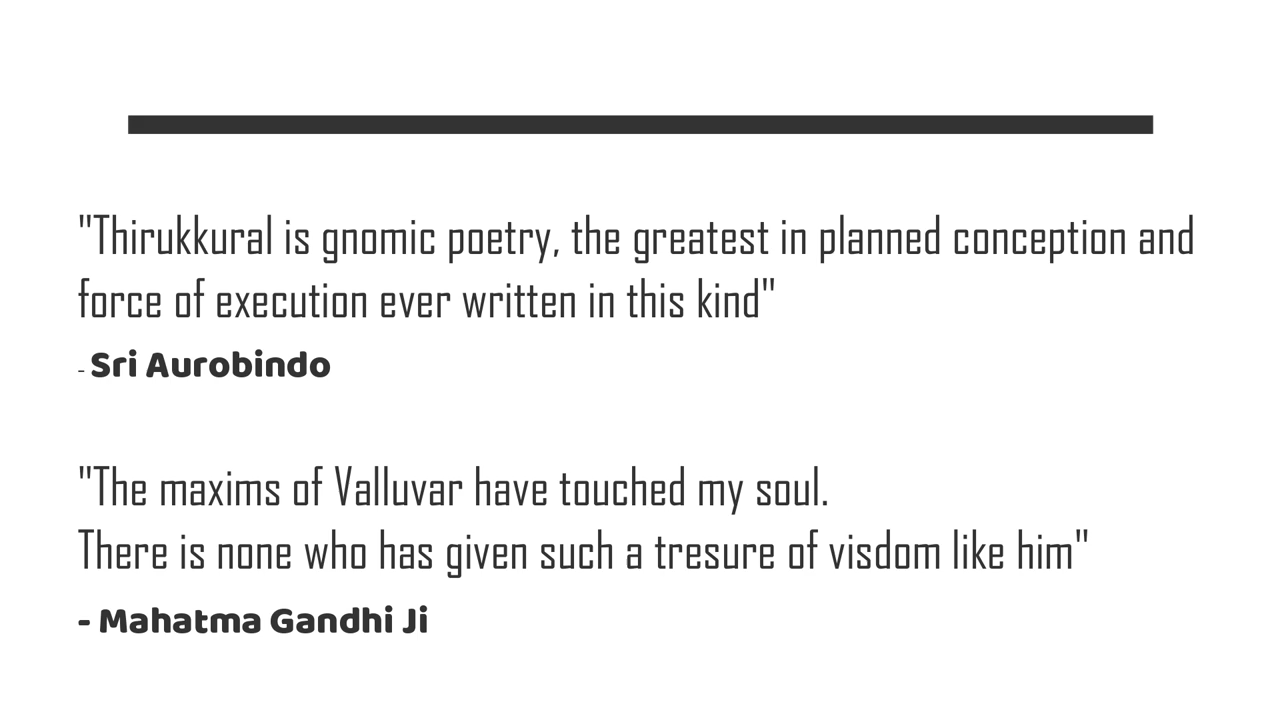 "Thirukkural is gnomic poetry, the greatest in planned conception and
force of execution ever written in this kind"
- Sri Aurobindo
"The maxims of Valluvar have touched my soul.
There is none who has given such a tresure of visdom like him"
- Mahatma Gandhi Ji